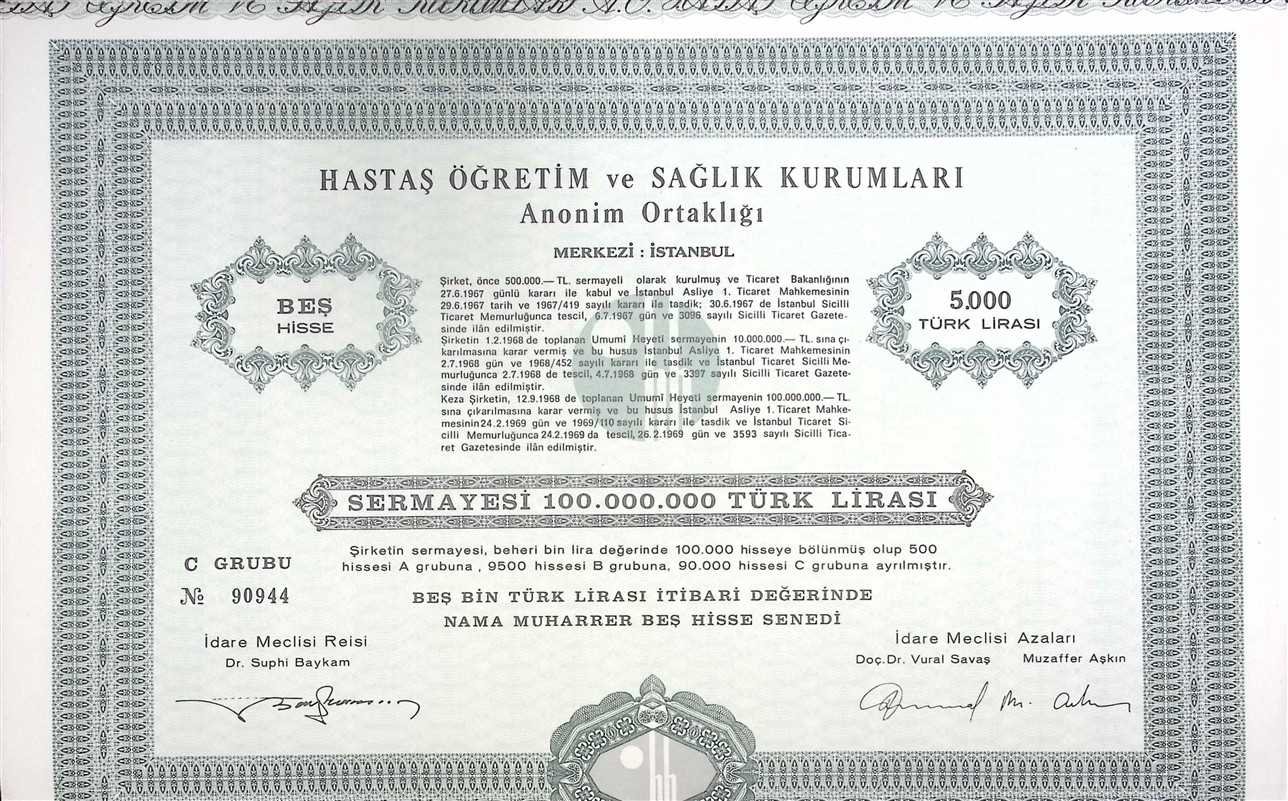 HASTAŞ ÖĞRETİM ve SAĞLIK KURUMLARI
Anonim Ortaklığı
MERKEZİ : İSTANBUL
BEŞ
HİSSE
5.000
TÜRK LİRASI
Şirket, önce 500.000.— TL. sermayeli olarak kurulmuş ve Ticaret Bakanlığının
27.6.1967 günlü kararı ile kabul ve İstanbul Asliye 1. Ticaret Mahkemesinin
29.6.1967 tarih ve 1967/419 sayılı kararı ile tasdik; 30.6.1967 de İstanbul Sicilli
Ticaret Memurluğunca tescil, 6.7.1967 gün ve 3096 sayılı Sicilli Ticaret Gazete-
sinde ilân edilmiştir.
Şirketin 1.2.1968 de toplanan Umumî Heyeti sermayenin 10.000.000.— TL. sına çı-
karılmasına karar vermiş ve bu husus İstanbul Asliye 1. Ticaret Mahkemesinin
2.7.1968 gün ve 1968/452 sayılı kararı ile tasdik ve İstanbul Ticaret Sicilli Me-
murluğunca 2.7.1968 de tescil, 4.7.1968 gün ve 3397 sayılı Sicilli Ticaret Gazete-
sinde ilân edilmiştir.
Keza Şirketin, 12.9.1968 de toplanan Umumî Heyeti sermayenin 100.000.000.— TL.
sına çıkarılmasına karar vermiş ve bu husus İstanbul Asliye 1. Ticaret Mahke-
mesinin 24.2.1969 gün ve 1969/110 sayılı kararı ile tasdik ve İstanbul Ticaret Si-
cilli Memurluğunca 24.2.1969 da tescil, 26.2.1969 gün ve 3593 sayılı Sicilli Tica-
ret Gazetesinde ilân edilmiştir.
SERMAYESİ 100.000.000 TÜRK LİRASI
Şirketin sermayesi, beheri bin lira değerinde 100.000 hisseye bölünmüş olup 500
hissesi A grubuna , 9500 hissesi B grubuna, 90.000 hissesi C grubuna ayrılmıştır.
C GRUBU
№ 90944
BEŞ BİN TÜRK LİRASI İTİBARİ DEĞERİNDE
NAMA MUHARRER BEŞ HİSSE SENEDİ
İdare Meclisi Reisi
Dr. Suphi Baykam
İdare Meclisi Azaları
Doç.Dr. Vural Savaş Muzaffer Aşkın